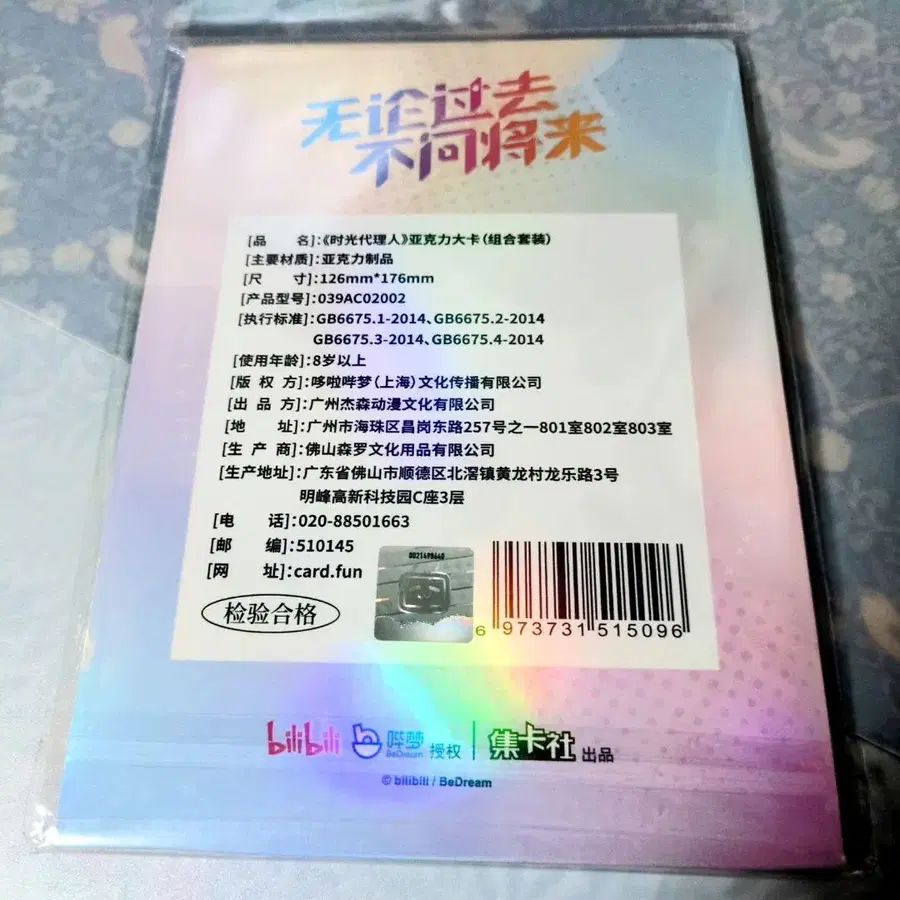 无论过去
不问将来
[品　　名]:《时光代理人》亚克力大卡(组合套装)
[主要材质]:亚克力制品
[尺　　寸]:126mm*176mm
[产品型号]:039AC02002
[执行标准]:GB6675.1-2014、GB6675.2-2014
GB6675.3-2014、GB6675.4-2014
[使用年龄]:8岁以上
[版 权 方]:哆啦哔梦(上海)文化传播有限公司
[出 品 方]:广州杰森动漫文化有限公司
[地　　址]:广州市海珠区昌岗东路257号之一801室802室803室
[生 产 商]:佛山森罗文化用品有限公司
[生产地址]:广东省佛山市顺德区北滘镇黄龙村龙乐路3号
明峰高新科技园C座3层
[电　　话]:020-88501663
[邮　　编]:510145
[网　　址]:card.fun
检验合格
0021498640
6 973731 515096
bilibili 哔梦 BeDream 授权 | 集卡社 出品
© bilibili / BeDream